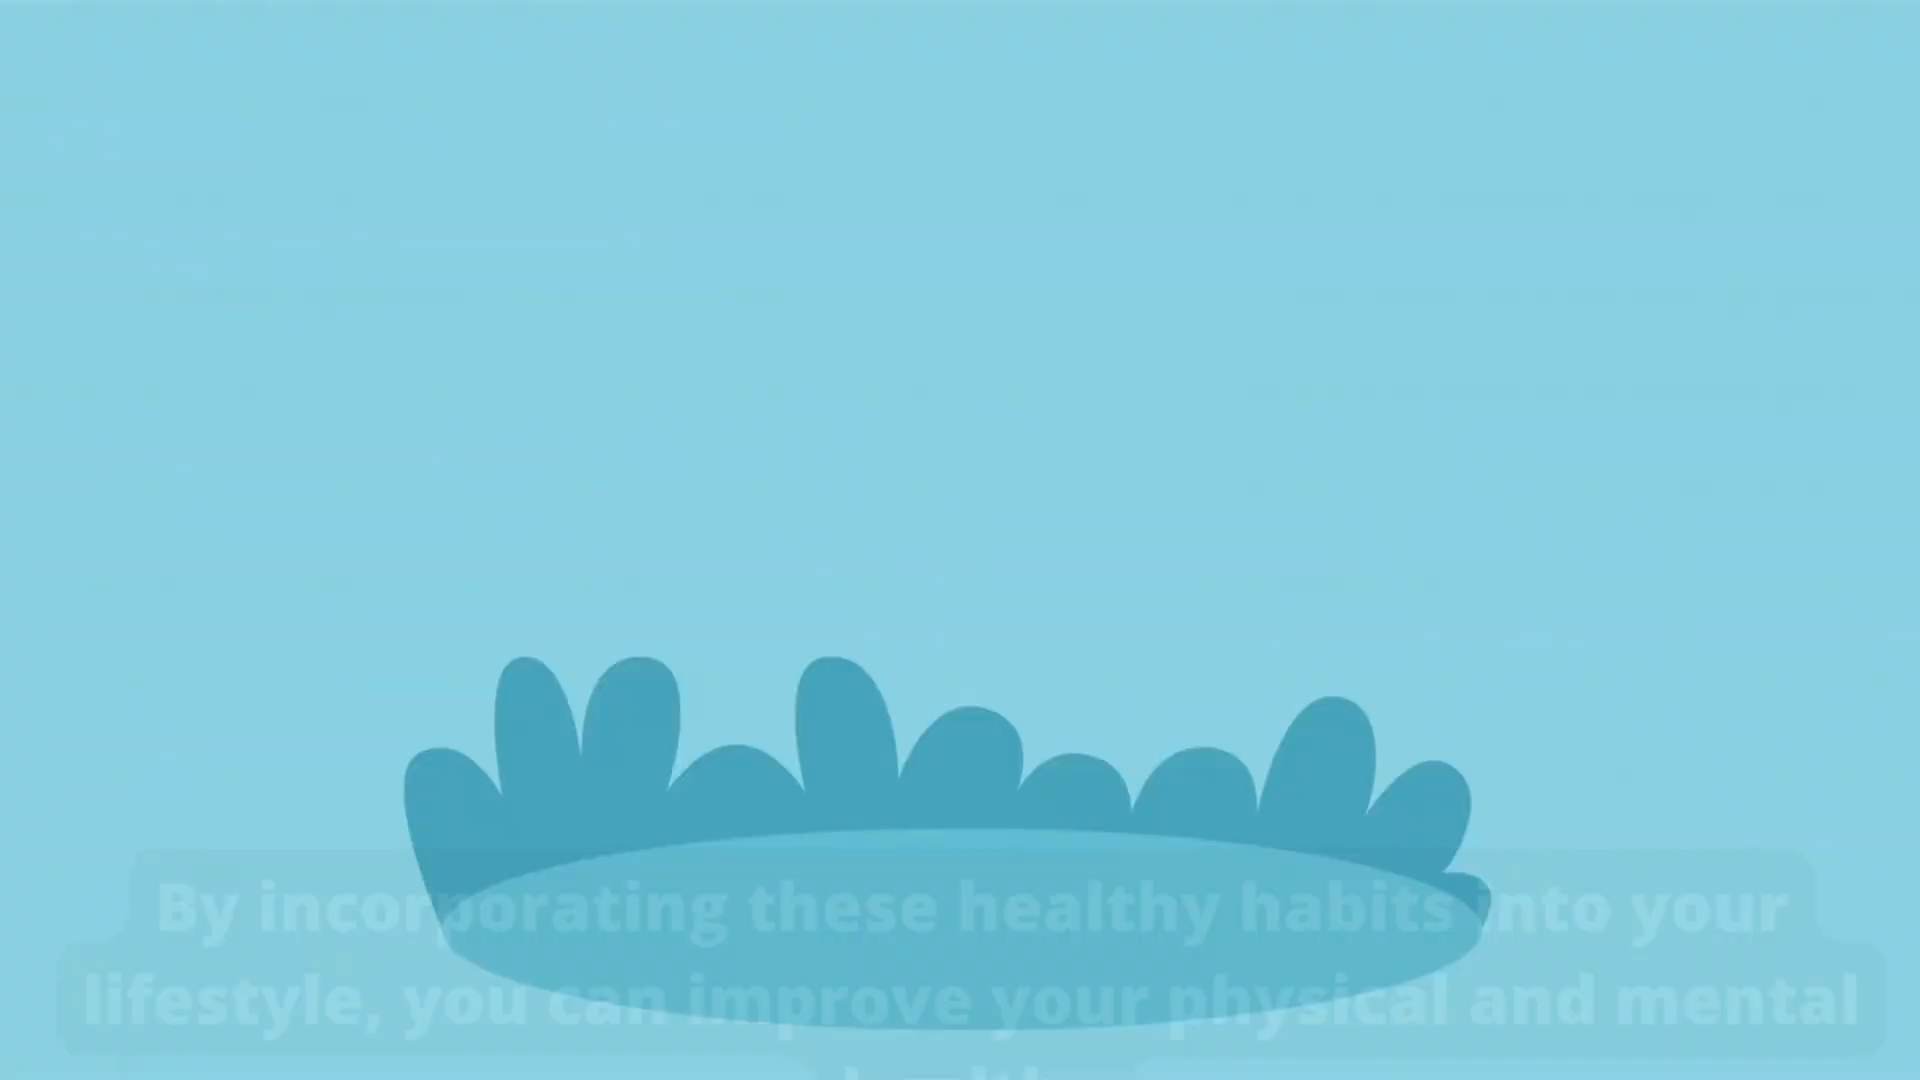 By incorporating these healthy habits into your
lifestyle, you can improve your physical and mental